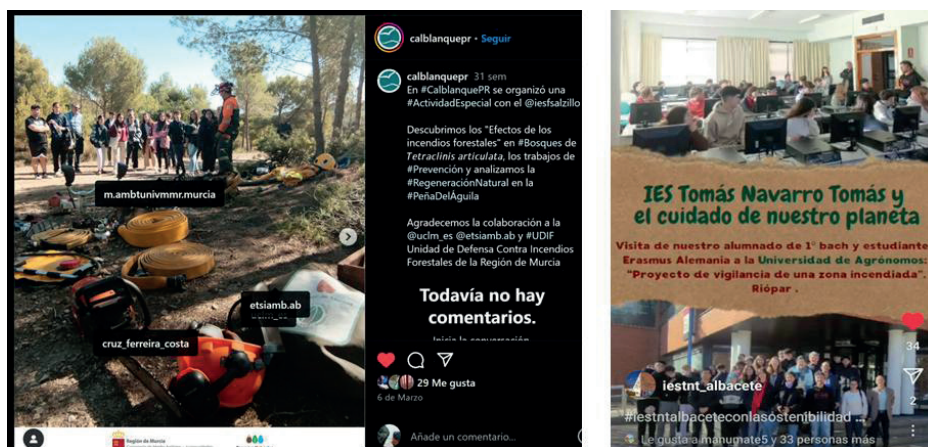 m.ambtunivmmr.murcia
etsiamb.ab
cruz_ferreira_costa
Región de Murcia
calblanquepr • Seguir
calblanquepr 31 sem
En #CalblanquePR se organizó una
#ActividadEspecial con el @iesfsalzillo
Descubrimos los "Efectos de los
incendios forestales" en #Bosques de
Tetraclinis articulata, los trabajos de
#Prevención y analizamos la
#RegeneraciónNatural en la
#PeñaDelÁguila
Agradecemos la colaboración a la
@uclm_es @etsiamb.ab y #UDIF
Unidad de Defensa Contra Incendios
Forestales de la Región de Murcia
Todavía no hay
comentarios.
Inicia la conversación
29 Me gusta
6 de Marzo
Añade un comentario...
IES Tomás Navarro Tomás y
el cuidado de nuestro planeta
Visita de nuestro alumnado de 1º bach y estudiante
Erasmus Alemania a la Universidad de Agrónomos:
"Proyecto de vigilancia de una zona incendiada".
Riópar .
34
2
iestnt_albacete
#iestntalbaceteconlasostenibilidad ...
Le gusta a manumate5 y 33 personas más